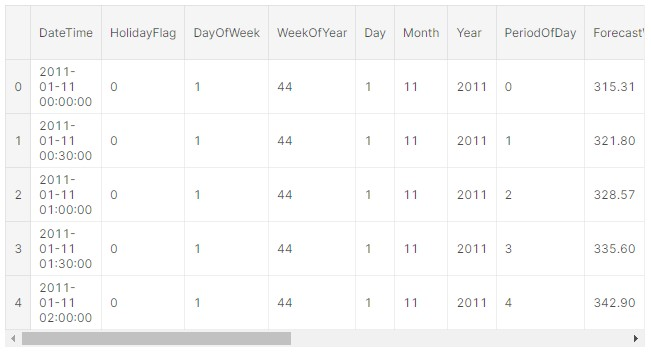 DateTime HolidayFlag DayOfWeek WeekOfYear Day Month Year PeriodOfDay Forecast
0 2011-01-11 00:00:00 0 1 44 1 11 2011 0 315.31
1 2011-01-11 00:30:00 0 1 44 1 11 2011 1 321.80
2 2011-01-11 01:00:00 0 1 44 1 11 2011 2 328.57
3 2011-01-11 01:30:00 0 1 44 1 11 2011 3 335.60
4 2011-01-11 02:00:00 0 1 44 1 11 2011 4 342.90